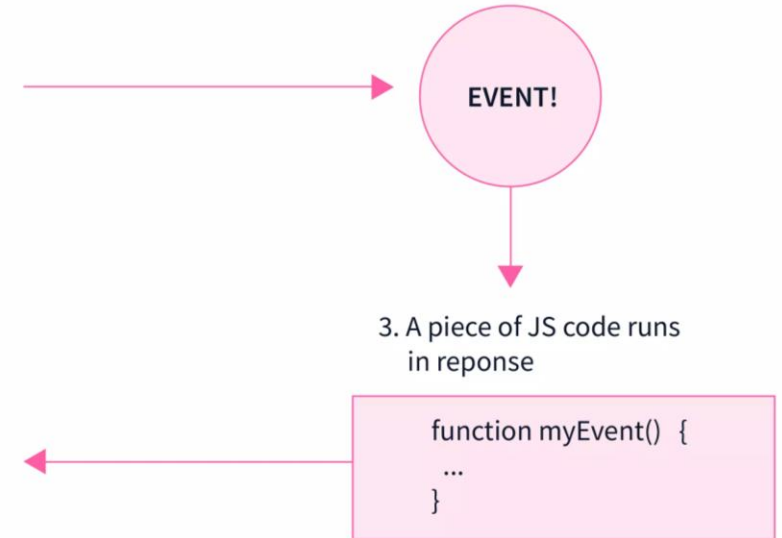 EVENT!
3. A piece of JS code runs
in reponse
function myEvent() {
...
}